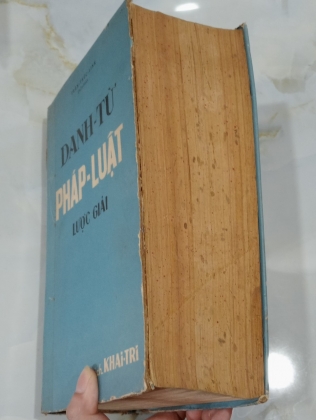 DANH-TỪ
PHÁP-LUẬT
LƯỢC GIẢI
KHAI-TRÍ